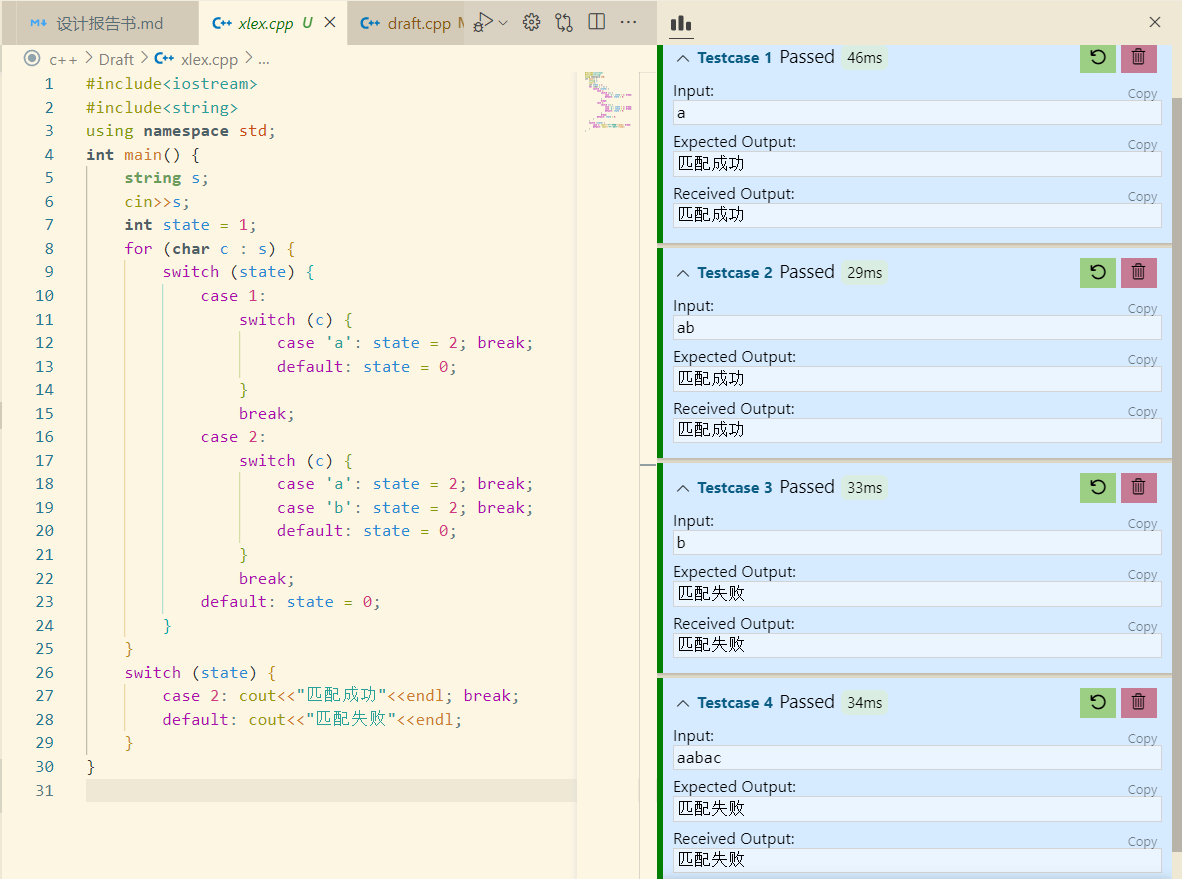 设计报告书.md
xlex.cpp U
draft.cpp
c++ > Draft > xlex.cpp > ...
1 #include<iostream>
2 #include<string>
3 using namespace std;
4 int main() {
5     string s;
6     cin>>s;
7     int state = 1;
8     for (char c : s) {
9         switch (state) {
10             case 1:
11                 switch (c) {
12                     case 'a': state = 2; break;
13                     default: state = 0;
14                 }
15                 break;
16             case 2:
17                 switch (c) {
18                     case 'a': state = 2; break;
19                     case 'b': state = 2; break;
20                     default: state = 0;
21                 }
22                 break;
23             default: state = 0;
24         }
25     }
26     switch (state) {
27         case 2: cout<<"匹配成功"<<endl; break;
28         default: cout<<"匹配失败"<<endl;
29     }
30 }
31
Testcase 1 Passed 46ms
Input:
Copy
a
Expected Output:
Copy
匹配成功
Received Output:
Copy
匹配成功
Testcase 2 Passed 29ms
Input:
Copy
ab
Expected Output:
Copy
匹配成功
Received Output:
Copy
匹配成功
Testcase 3 Passed 33ms
Input:
Copy
b
Expected Output:
Copy
匹配失败
Received Output:
Copy
匹配失败
Testcase 4 Passed 34ms
Input:
Copy
aabac
Expected Output:
Copy
匹配失败
Received Output:
Copy
匹配失败